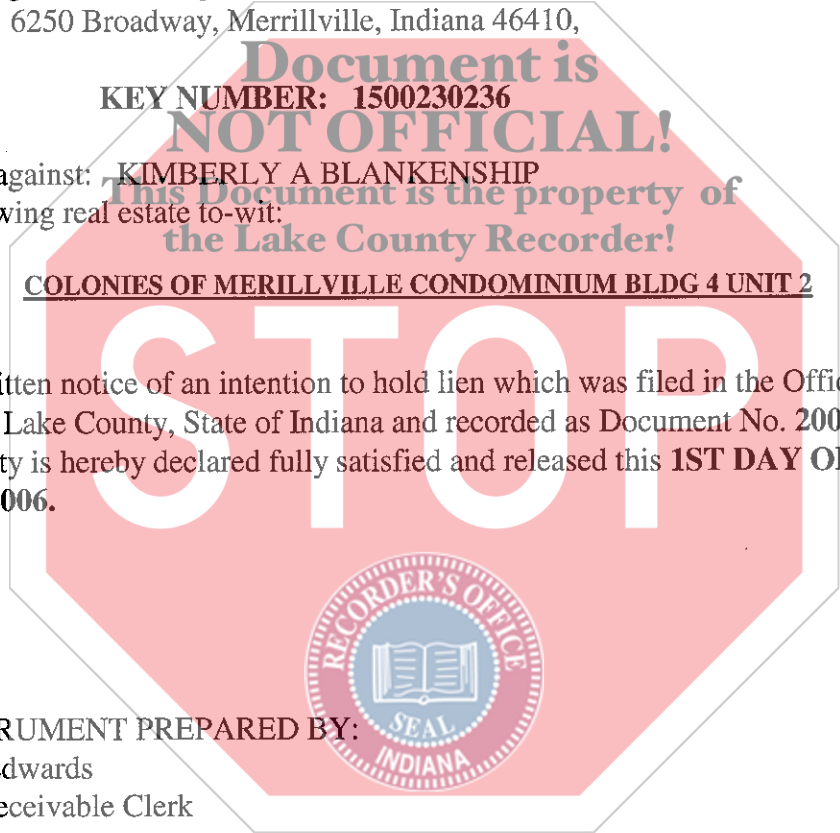 6250 Broadway, Merrillville, Indiana 46410,
Document is
KEY NUMBER: 1500230236
NOT OFFICIAL!
against: KIMBERLY A BLANKENSHIP
This Document is the property of
wing real estate to-wit:
the Lake County Recorder!
COLONIES OF MERILLVILLE CONDOMINIUM BLDG 4 UNIT 2
STOP
itten notice of an intention to hold lien which was filed in the Offi
Lake County, State of Indiana and recorded as Document No. 200
ty is hereby declared fully satisfied and released this 1ST DAY O
006.
RECORDER'S OFFICE
SEAL
INDIANA
RUMENT PREPARED BY:
dwards
eceivable Clerk